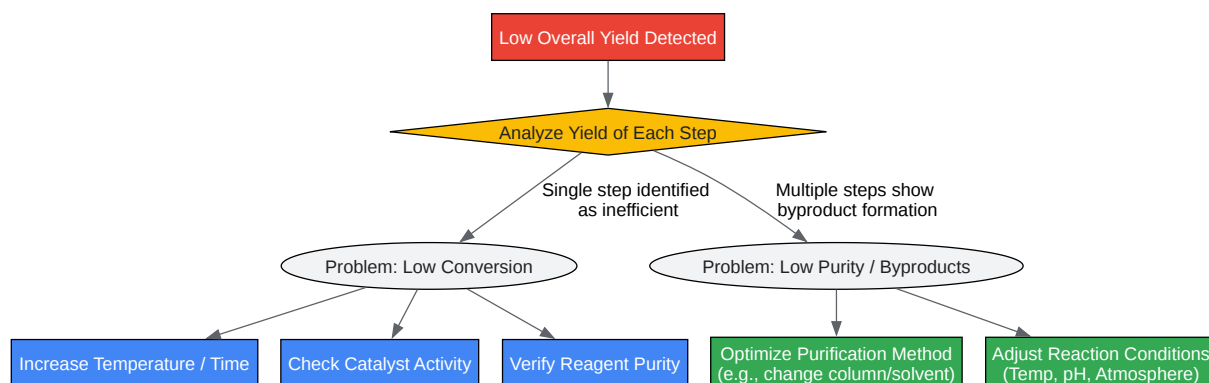 Low Overall Yield Detected
Analyze Yield of Each Step
Single step identified
as inefficient
Multiple steps show
byproduct formation
Problem: Low Conversion
Problem: Low Purity / Byproducts
Increase Temperature / Time
Check Catalyst Activity
Verify Reagent Purity
Optimize Purification Method
(e.g., change column/solvent)
Adjust Reaction Conditions
(Temp, pH, Atmosphere)